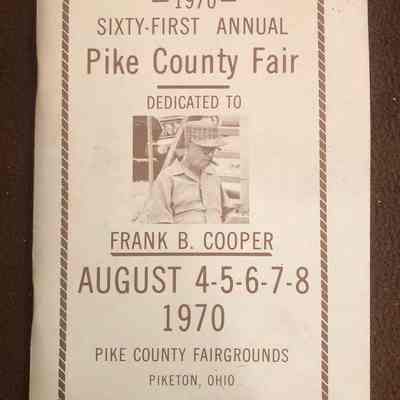 —1970—
SIXTY-FIRST ANNUAL
Pike County Fair
DEDICATED TO
FRANK B. COOPER
AUGUST 4-5-6-7-8
1970
PIKE COUNTY FAIRGROUNDS
PIKETON, OHIO